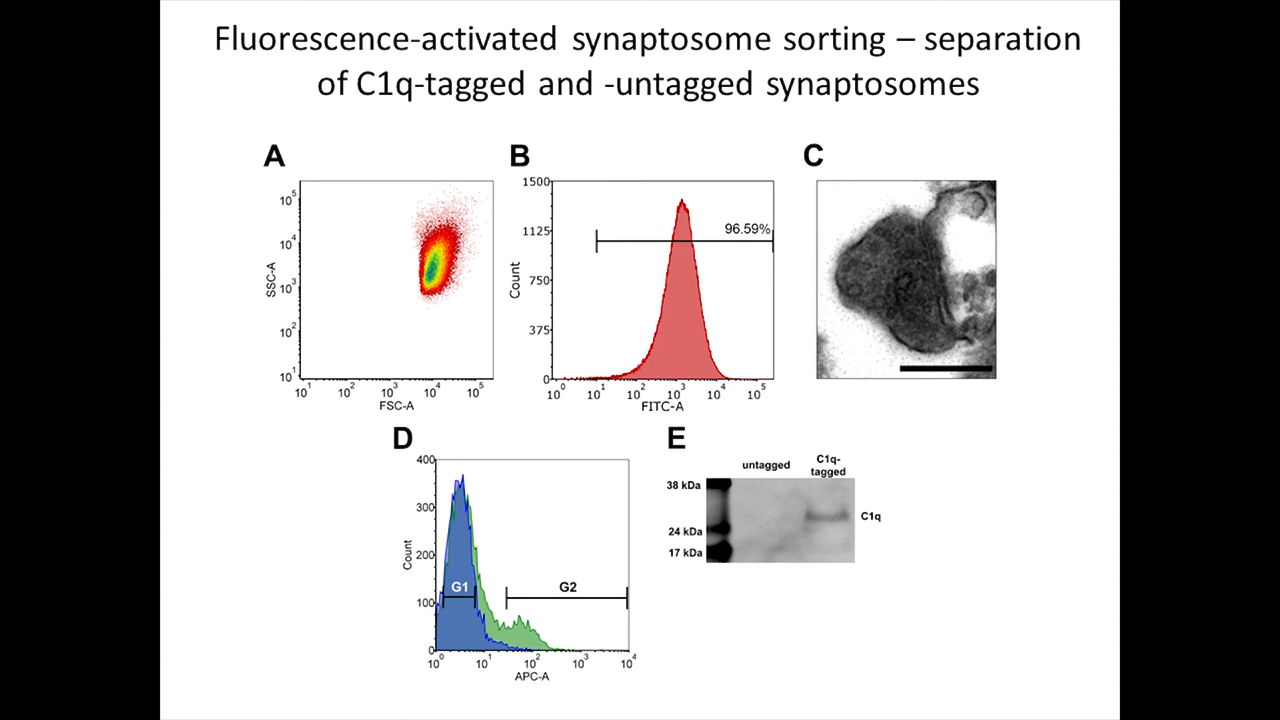 Fluorescence-activated synaptosome sorting – separation
of C1q-tagged and -untagged synaptosomes
A
10^5
10^4
10^3
10^2
10^1
SSC-A
10^1 10^2 10^3 10^4 10^5
FSC-A
B
1500
1125
750
375
0
Count
96.59%
10^0 10^1 10^2 10^3 10^4 10^5
FITC-A
C
D
400
300
200
100
0
Count
G1
G2
10^0 10^1 10^2 10^3 10^4
APC-A
E
untagged
C1q-
tagged
38 kDa
24 kDa
17 kDa
C1q